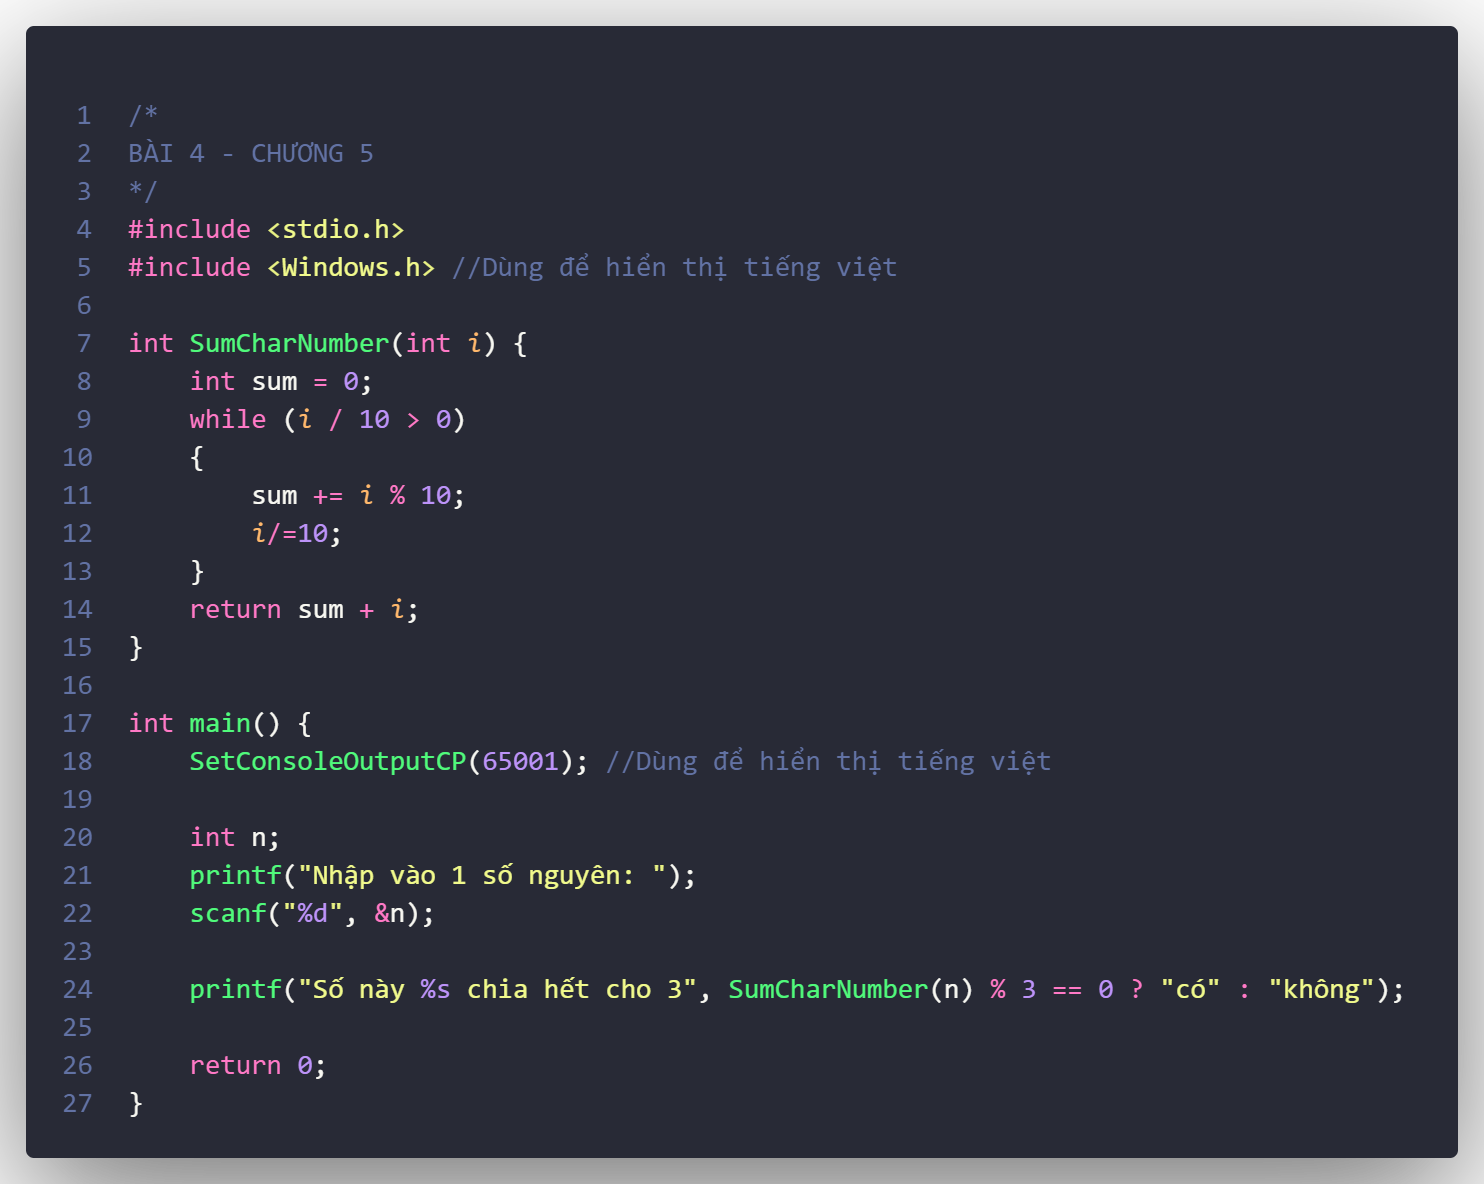 1 /*
2 BÀI 4 - CHƯƠNG 5
3 */
4 #include <stdio.h>
5 #include <Windows.h> //Dùng để hiển thị tiếng việt
6
7 int SumCharNumber(int i) {
8     int sum = 0;
9     while (i / 10 > 0)
10     {
11         sum += i % 10;
12         i/=10;
13     }
14     return sum + i;
15 }
16
17 int main() {
18     SetConsoleOutputCP(65001); //Dùng để hiển thị tiếng việt
19
20     int n;
21     printf("Nhập vào 1 số nguyên: ");
22     scanf("%d", &n);
23
24     printf("Số này %s chia hết cho 3", SumCharNumber(n) % 3 == 0 ? "có" : "không");
25
26     return 0;
27 }